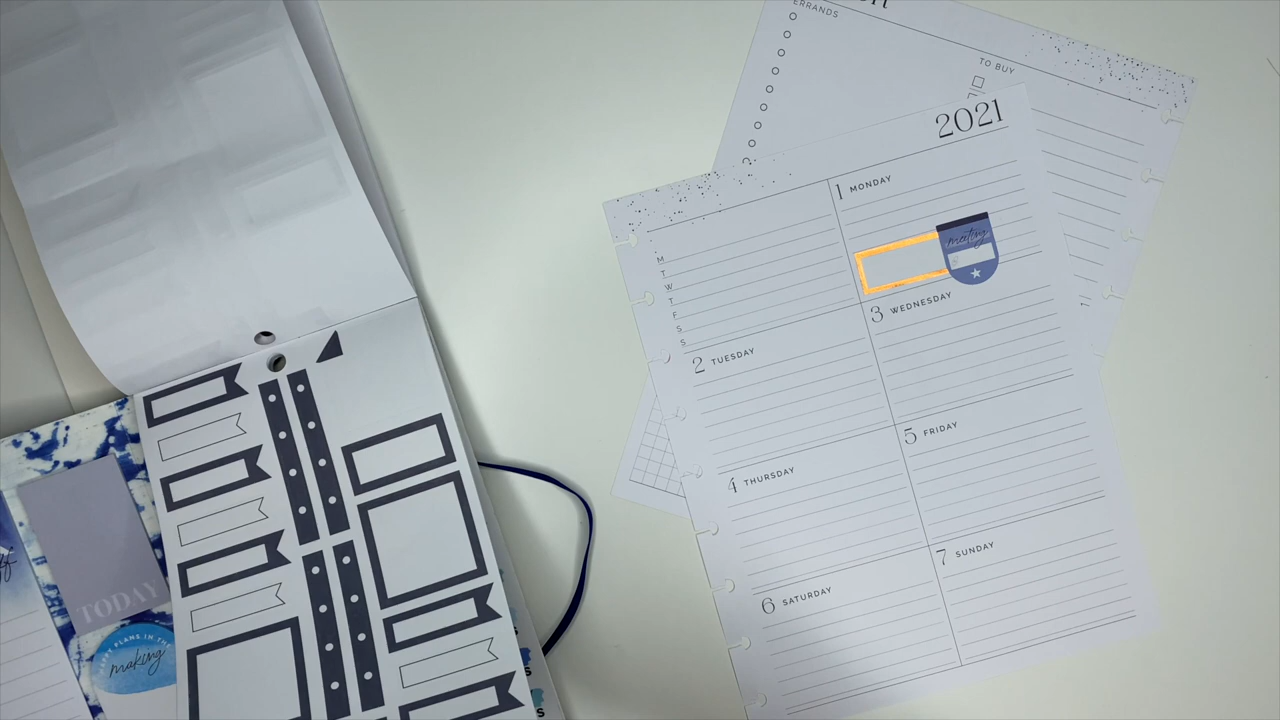 ERRANDS
TO BUY
2021
M
T
W
T
F
S
S
1 MONDAY
meeting
2 TUESDAY
3 WEDNESDAY
4 THURSDAY
5 FRIDAY
6 SATURDAY
7 SUNDAY
TODAY
PLANS IN THE
making
S
S